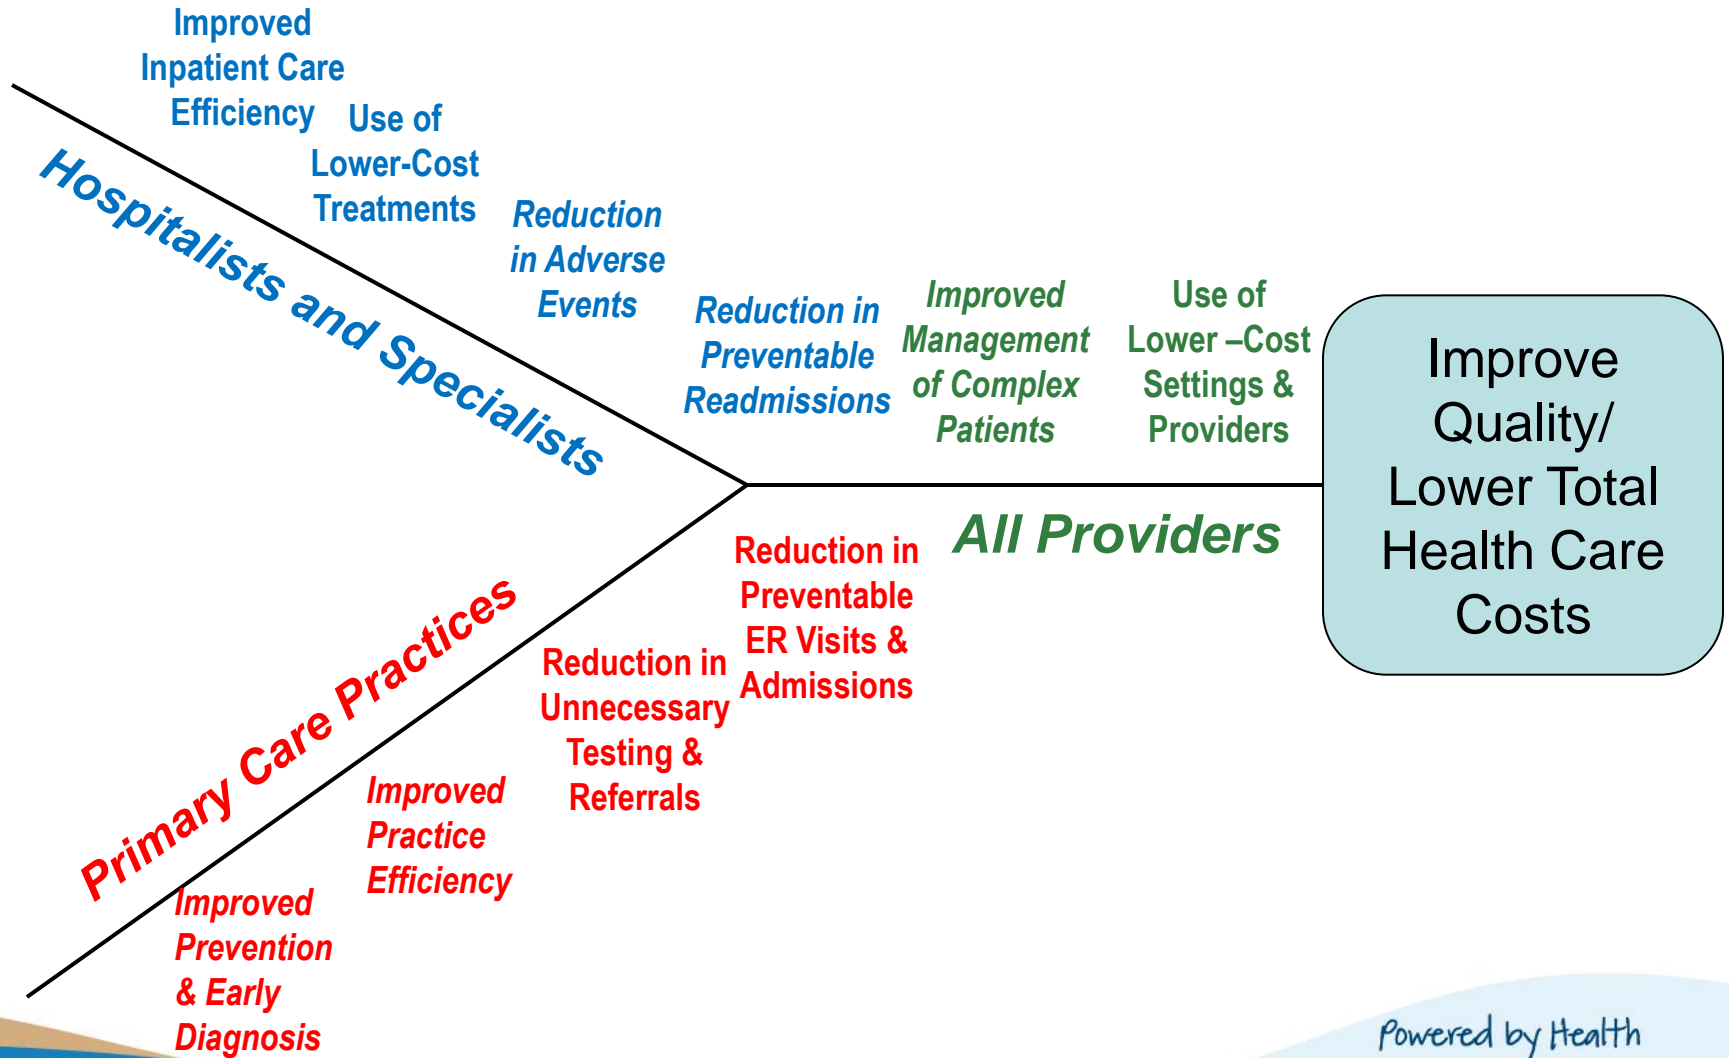 Improved
Inpatient Care
Efficiency
Use of
Lower-Cost
Treatments
Hospitalists and Specialists
Reduction
in Adverse
Events
Reduction in
Preventable
Readmissions
Improved
Management
of Complex
Patients
Use of
Lower –Cost
Settings &
Providers
Improve
Quality/
Lower Total
Health Care
Costs
All Providers
Reduction in
Preventable
ER Visits &
Admissions
Primary Care Practices
Reduction in
Unnecessary
Testing &
Referrals
Improved
Practice
Efficiency
Improved
Prevention
& Early
Diagnosis
Powered by Health